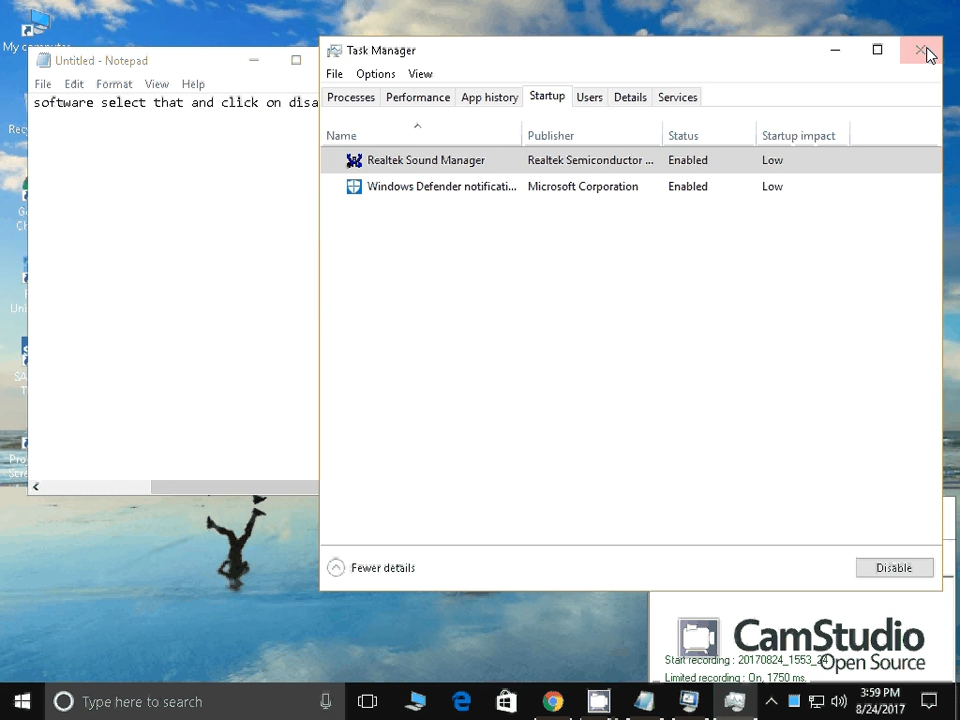 My computer
Untitled - Notepad
File Edit Format View Help
software select that and click on disa
Task Manager
File Options View
Processes Performance App history Startup Users Details Services
Name Publisher Status Startup impact
Realtek Sound Manager Realtek Semiconductor ... Enabled Low
Windows Defender notificati... Microsoft Corporation Enabled Low
Fewer details
Disable
CamStudio
Start recording : 20170824_1553_24
Open Source
Limited recording : On, 1750 ms.
Type here to search
3:59 PM
8/24/2017